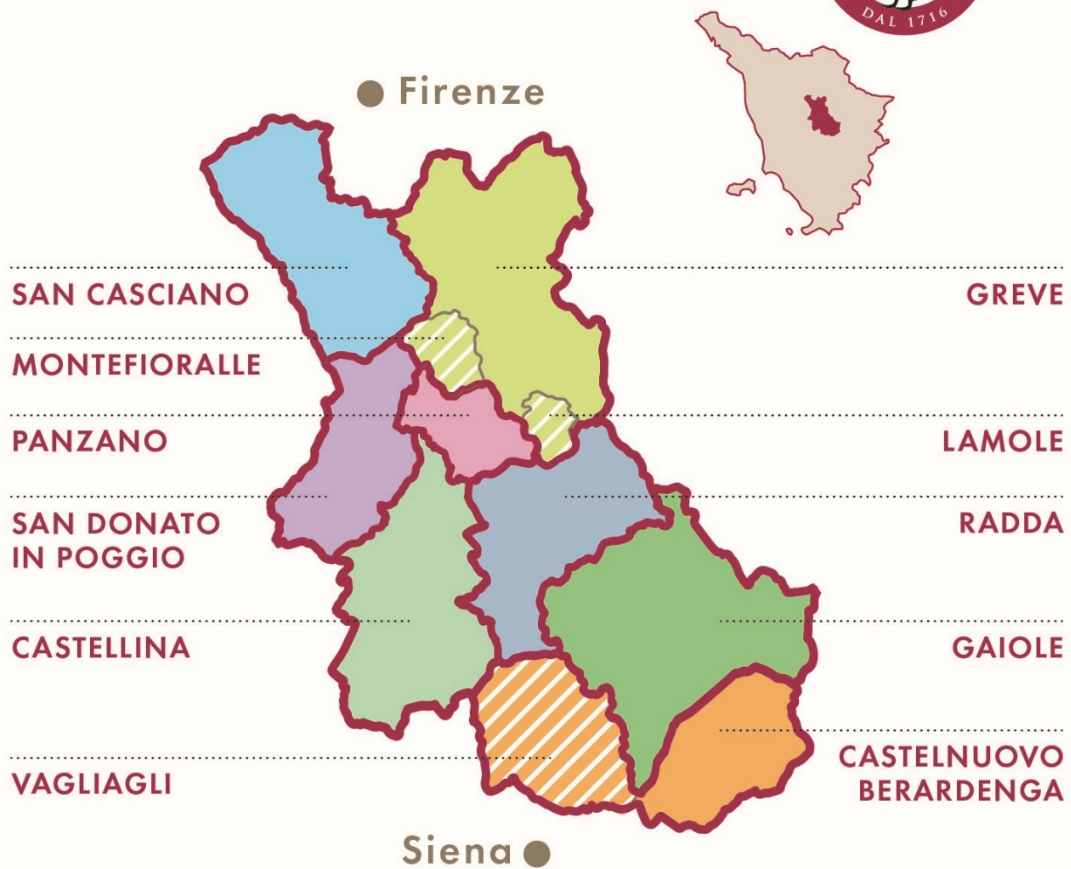 DAL 1716
Firenze
SAN CASCIANO
GREVE
MONTEFIORALLE
PANZANO
LAMOLE
SAN DONATO
IN POGGIO
RADDA
CASTELLINA
GAIOLE
VAGLIAGLI
CASTELNUOVO
BERARDENGA
Siena